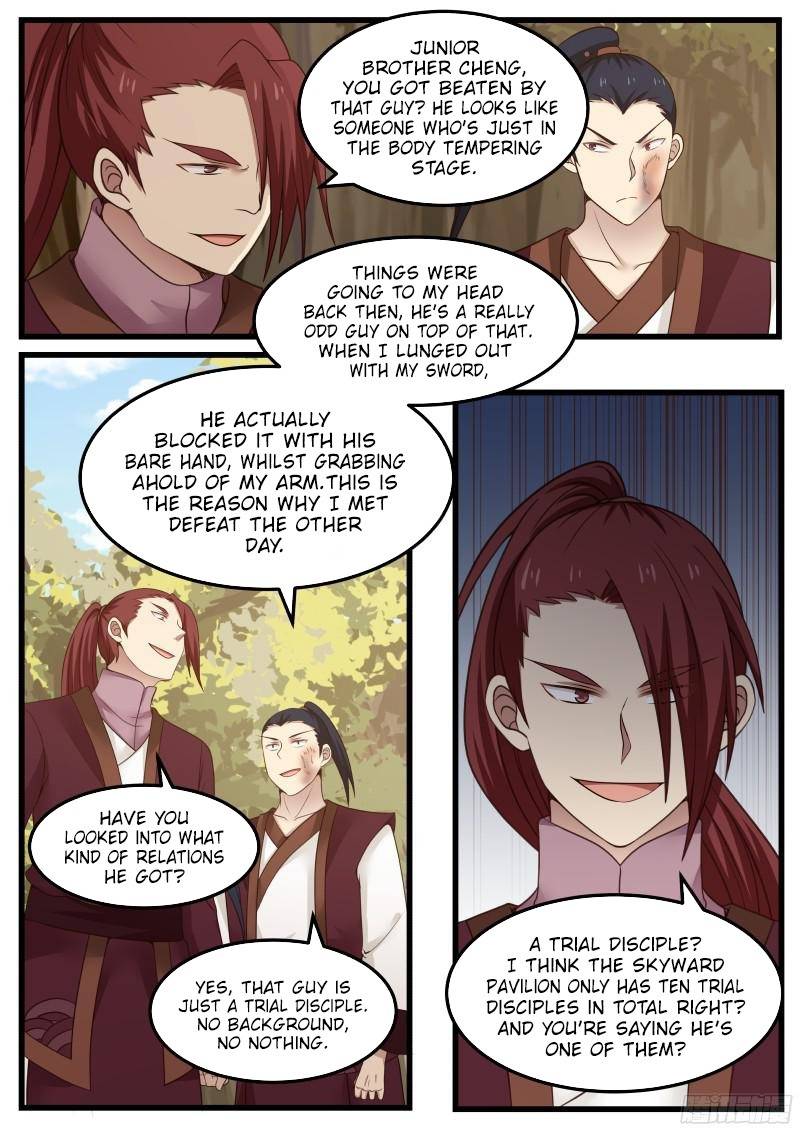 JUNIOR
BROTHER CHENG,
YOU GOT BEATEN BY
THAT GUY? HE LOOKS LIKE
SOMEONE WHO'S JUST IN
THE BODY TEMPERING
STAGE.
THINGS WERE
GOING TO MY HEAD
BACK THEN, HE'S A REALLY
ODD GUY ON TOP OF THAT.
WHEN I LUNGED OUT
WITH MY SWORD,
HE ACTUALLY
BLOCKED IT WITH HIS
BARE HAND, WHILST GRABBING
AHOLD OF MY ARM.THIS IS
THE REASON WHY I MET
DEFEAT THE OTHER
DAY.
HAVE YOU
LOOKED INTO WHAT
KIND OF RELATIONS
HE GOT?
YES, THAT GUY IS
JUST A TRIAL DISCIPLE.
NO BACKGROUND,
NO NOTHING.
A TRIAL DISCIPLE?
I THINK THE SKYWARD
PAVILION ONLY HAS TEN TRIAL
DISCIPLES IN TOTAL RIGHT?
AND YOU'RE SAYING HE'S
ONE OF THEM?